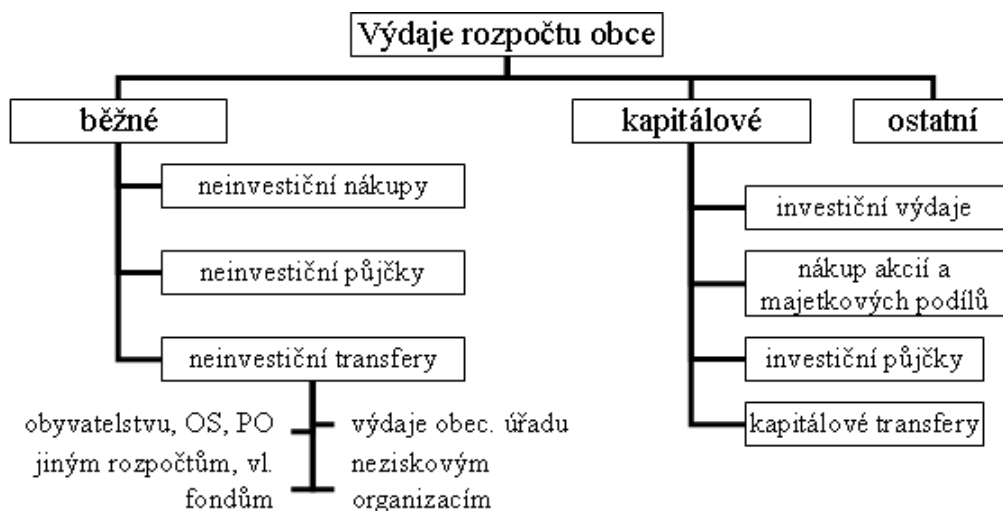 Výdaje rozpočtu obce
běžné
kapitálové
ostatní
neinvestiční nákupy
neinvestiční půjčky
neinvestiční transfery
obyvatelstvu, OS, PO
jiným rozpočtům, vl.
fondům
výdaje obec. úřadu
neziskovým
organizacím
investiční výdaje
nákup akcií a
majetkových podílů
investiční půjčky
kapitálové transfery